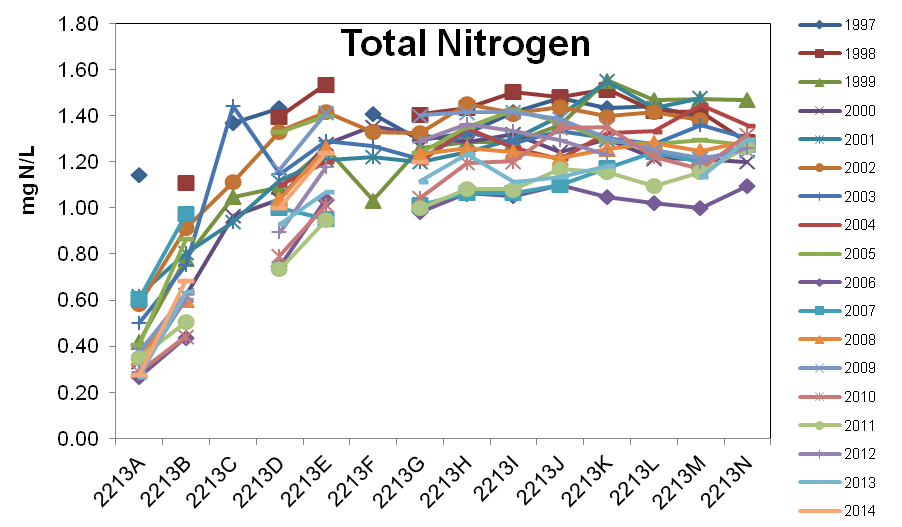 Total Nitrogen
mg N/L
1.80
1.60
1.40
1.20
1.00
0.80
0.60
0.40
0.20
0.00
2213A
2213B
2213C
2213D
2213E
2213F
2213G
2213H
2213I
2213J
2213K
2213L
2213M
2213N
1997
1998
1999
2000
2001
2002
2003
2004
2005
2006
2007
2008
2009
2010
2011
2012
2013
2014